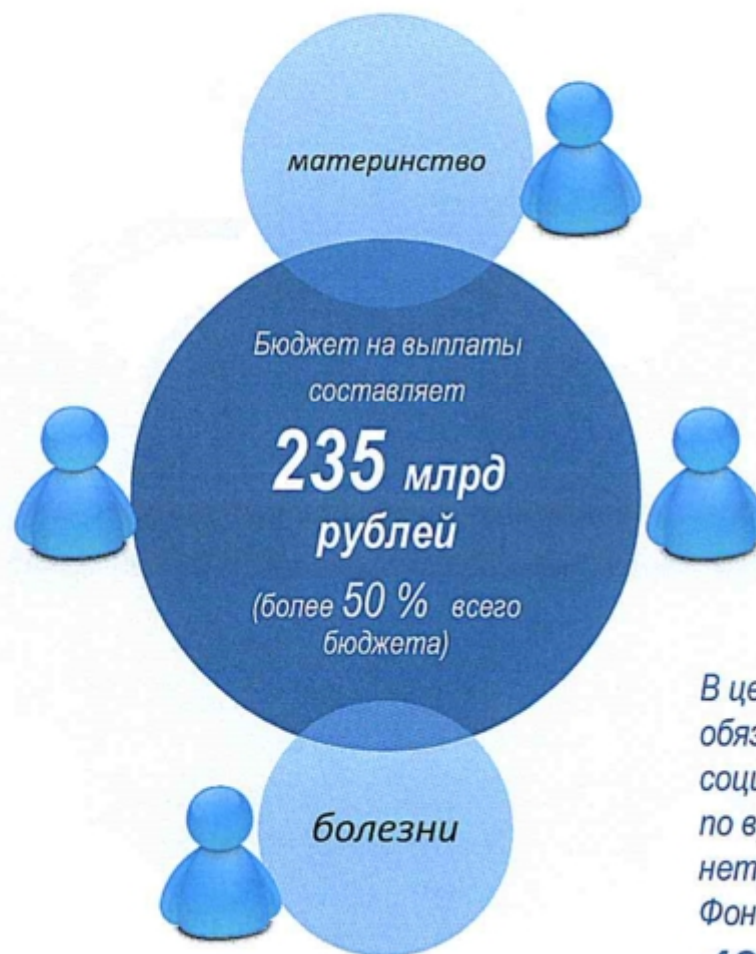 материнство
Бюджет на выплаты
составляет
235 млрд
рублей
(более 50 % всего
бюджета)
болезни
В це
обяз
соци
по в
нет
Фон